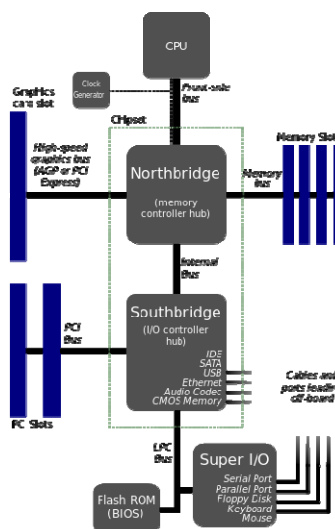 CPU
Clock
Generator
Front-side
bus
Graphics
card slot
Chipset
High-speed
graphics bus
(AGP or PCI
Express)
Northbridge
(memory
controller hub)
Memory
bus
Memory Slot
Internal
Bus
Southbridge
(I/O controller
hub)
PCI
Bus
IDE
SATA
USB
Ethernet
Audio Codec
CMOS Memory
Cables and
ports leading
off-board
PC Slots
LPC
Bus
Super I/O
Serial Port
Parallel Port
Floppy Disk
Keyboard
Mouse
Flash ROM
(BIOS)